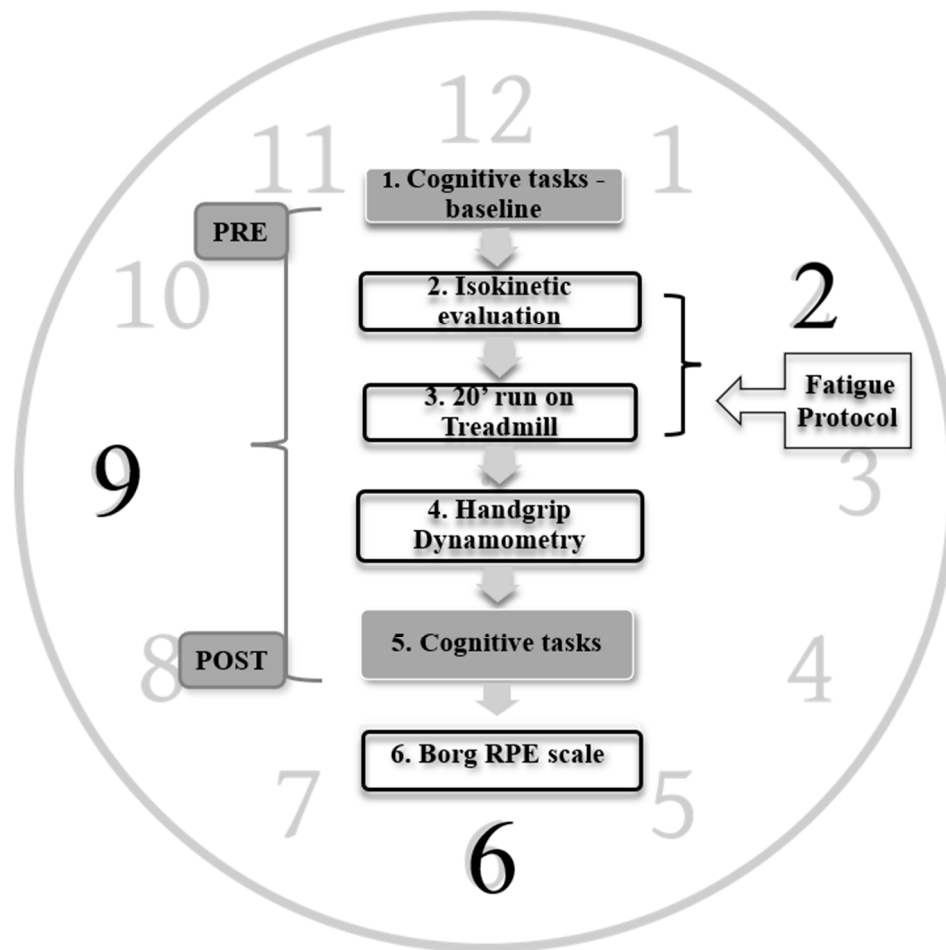 12
11
1
1. Cognitive tasks -
baseline
PRE
10
2. Isokinetic
evaluation
2
3. 20’ run on
Treadmill
Fatigue
Protocol
9
3
4. Handgrip
Dynamometry
5. Cognitive tasks
8
POST
4
6. Borg RPE scale
7
5
6